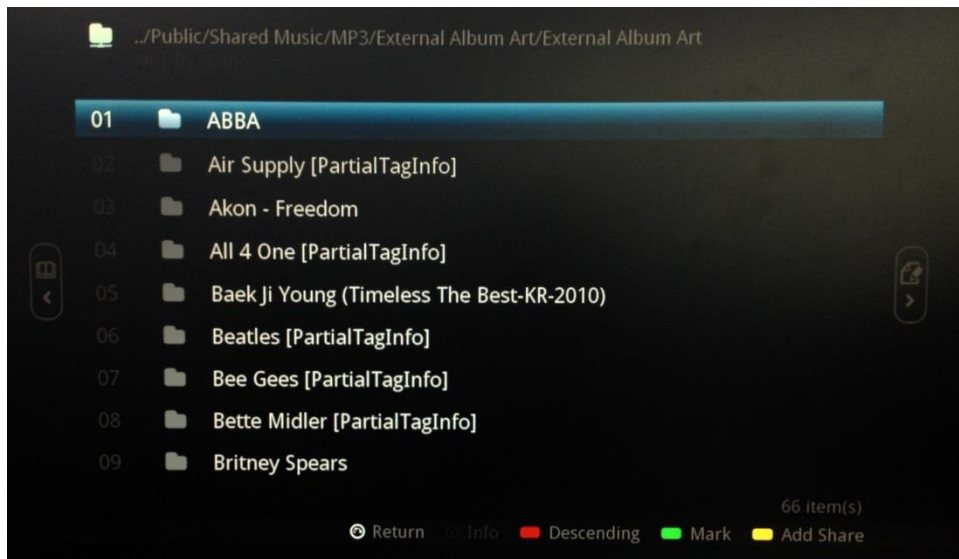 ../Public/Shared Music/MP3/External Album Art/External Album Art
01 ABBA
02 Air Supply [PartialTagInfo]
03 Akon - Freedom
04 All 4 One [PartialTagInfo]
05 Baek Ji Young (Timeless The Best-KR-2010)
06 Beatles [PartialTagInfo]
07 Bee Gees [PartialTagInfo]
08 Bette Midler [PartialTagInfo]
09 Britney Spears
66 item(s)
Return Info Descending Mark Add Share